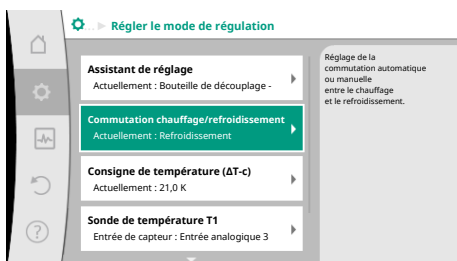 ... Régler le mode de régulation
Assistant de réglage
Actuellement : Bouteille de découplage -
Commutation chauffage/refroidissement
Actuellement : Refroidissement
Consigne de température (ΔT-c)
Actuellement : 21,0 K
Sonde de température T1
Entrée de capteur : Entrée analogique 3
Réglage de la
commutation automatique
ou manuelle
entre le chauffage
et le refroidissement.
?